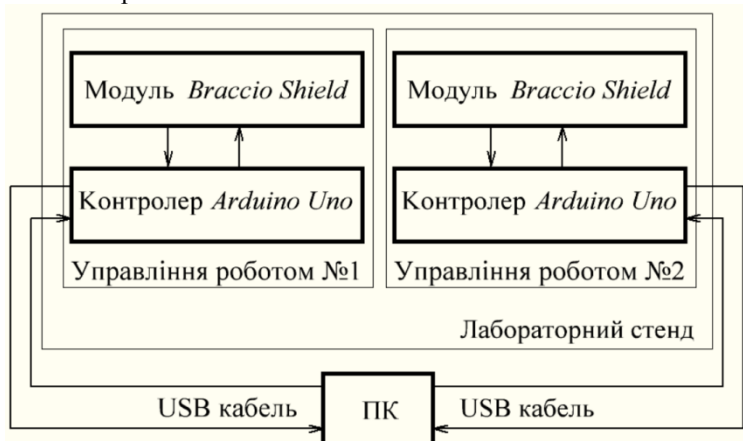 Модуль Braccio Shield
Модуль Braccio Shield
Контролер Arduino Uno
Контролер Arduino Uno
Управління роботом №1
Управління роботом №2
Лабораторний стенд
USB кабель
ПК
USB кабель